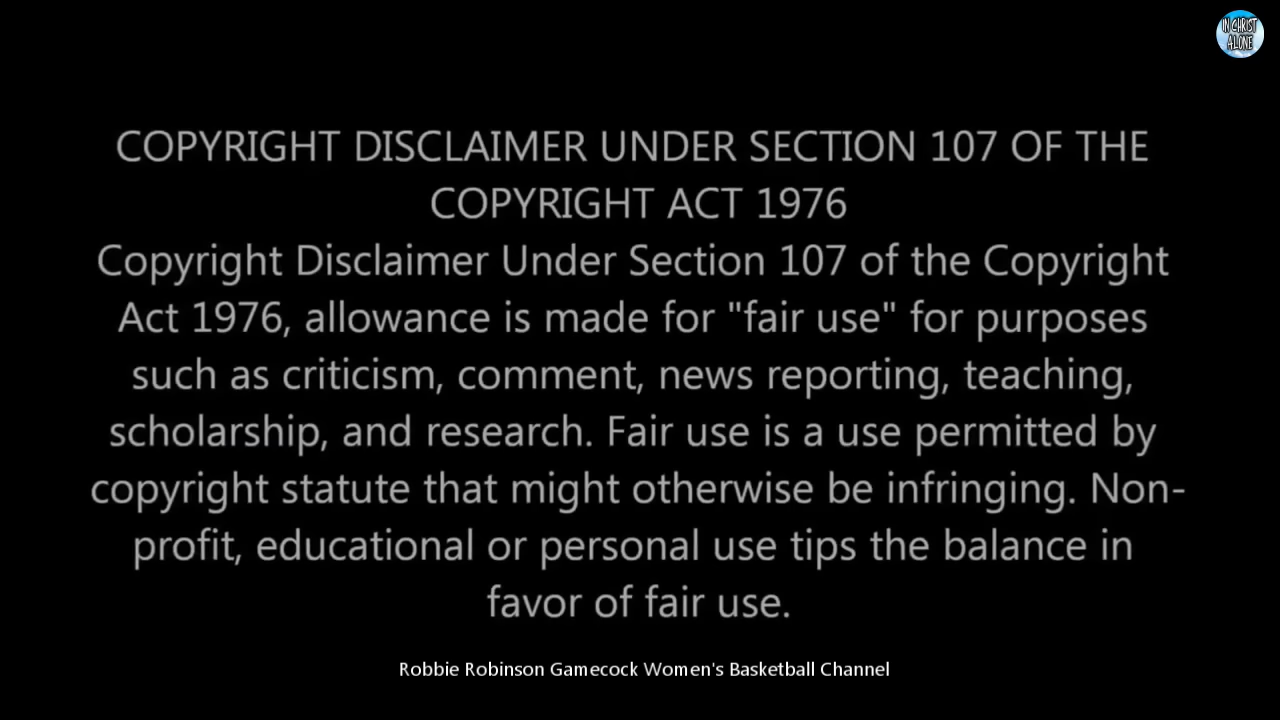 IN CHRIST
ALONE
COPYRIGHT DISCLAIMER UNDER SECTION 107 OF THE
COPYRIGHT ACT 1976
Copyright Disclaimer Under Section 107 of the Copyright
Act 1976, allowance is made for "fair use" for purposes
such as criticism, comment, news reporting, teaching,
scholarship, and research. Fair use is a use permitted by
copyright statute that might otherwise be infringing. Non-
profit, educational or personal use tips the balance in
favor of fair use.
Robbie Robinson Gamecock Women's Basketball Channel